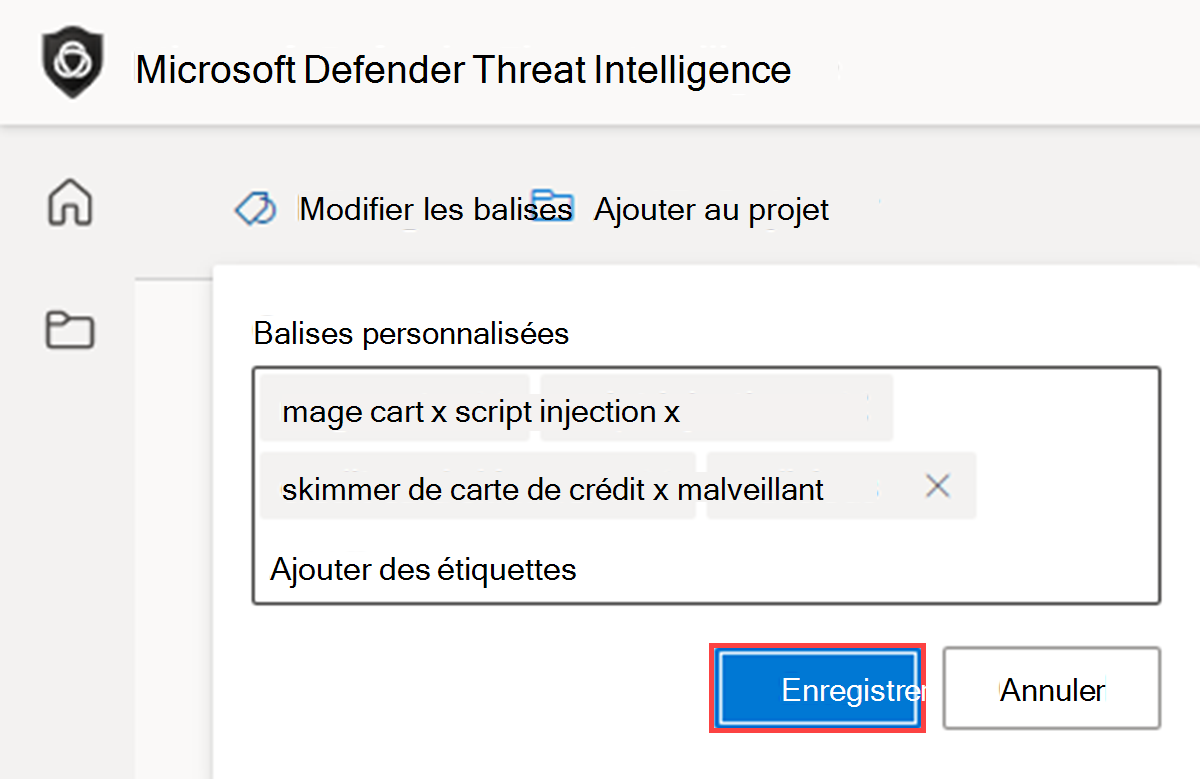 Microsoft Defender Threat Intelligence
Modifier les balises Ajouter au projet
Balises personnalisées
mage cart x script injection x
skimmer de carte de crédit x malveillant
Ajouter des étiquettes
Enregistrer Annuler